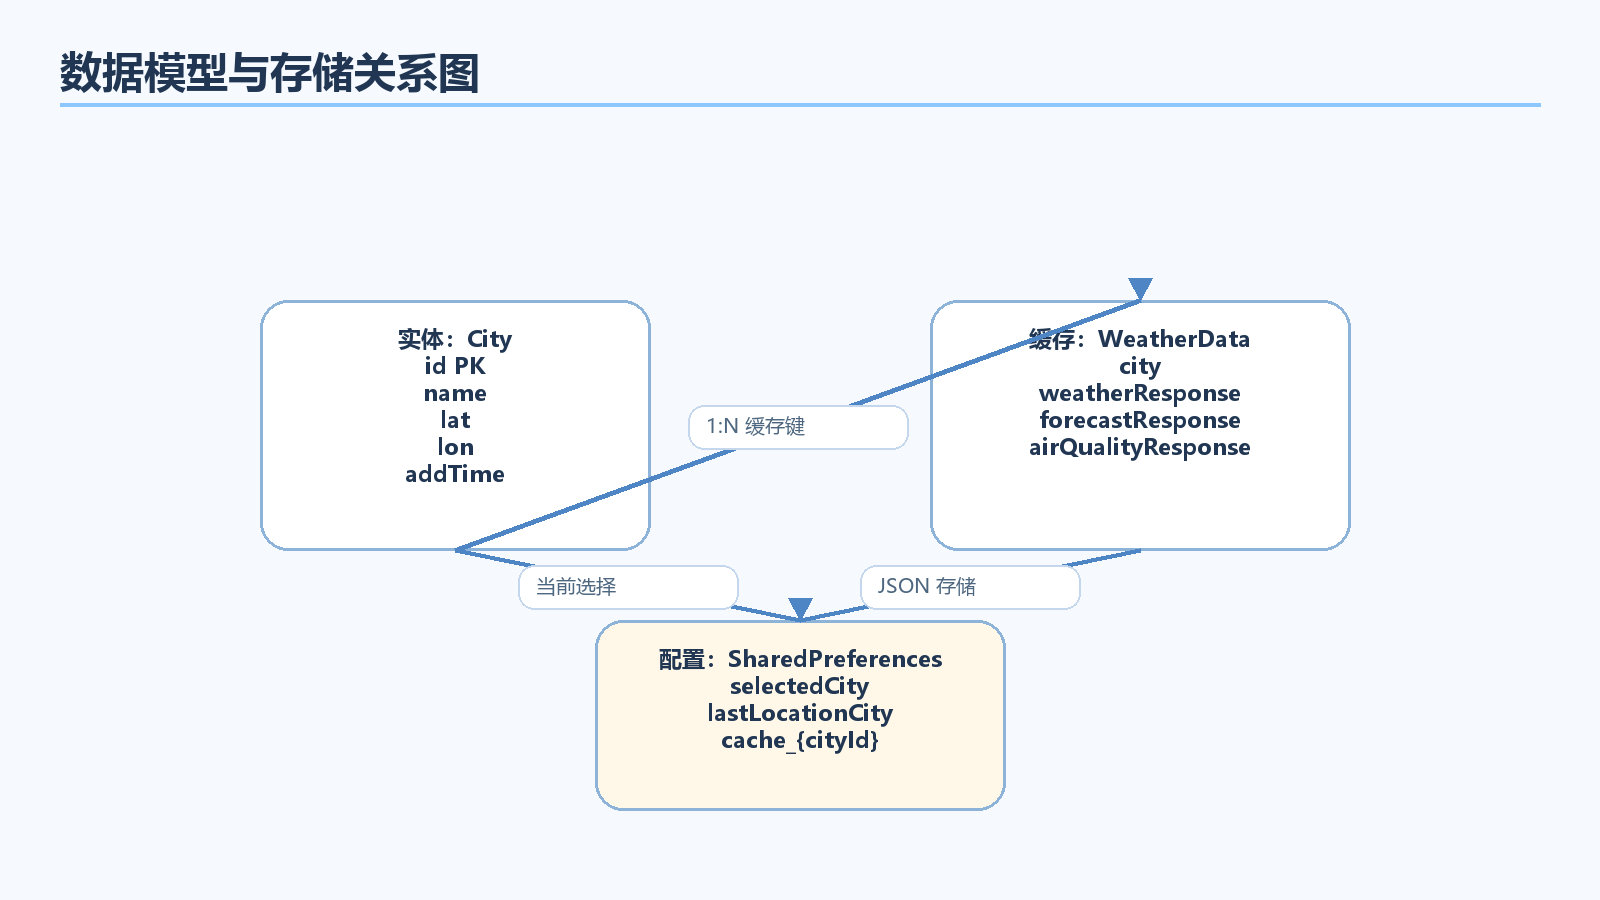 数据模型与存储关系图
实体：City
id PK
name
lat
lon
addTime
1:N 缓存键
缓存：WeatherData
city
weatherResponse
forecastResponse
airQualityResponse
当前选择
JSON 存储
配置：SharedPreferences
selectedCity
lastLocationCity
cache_{cityId}